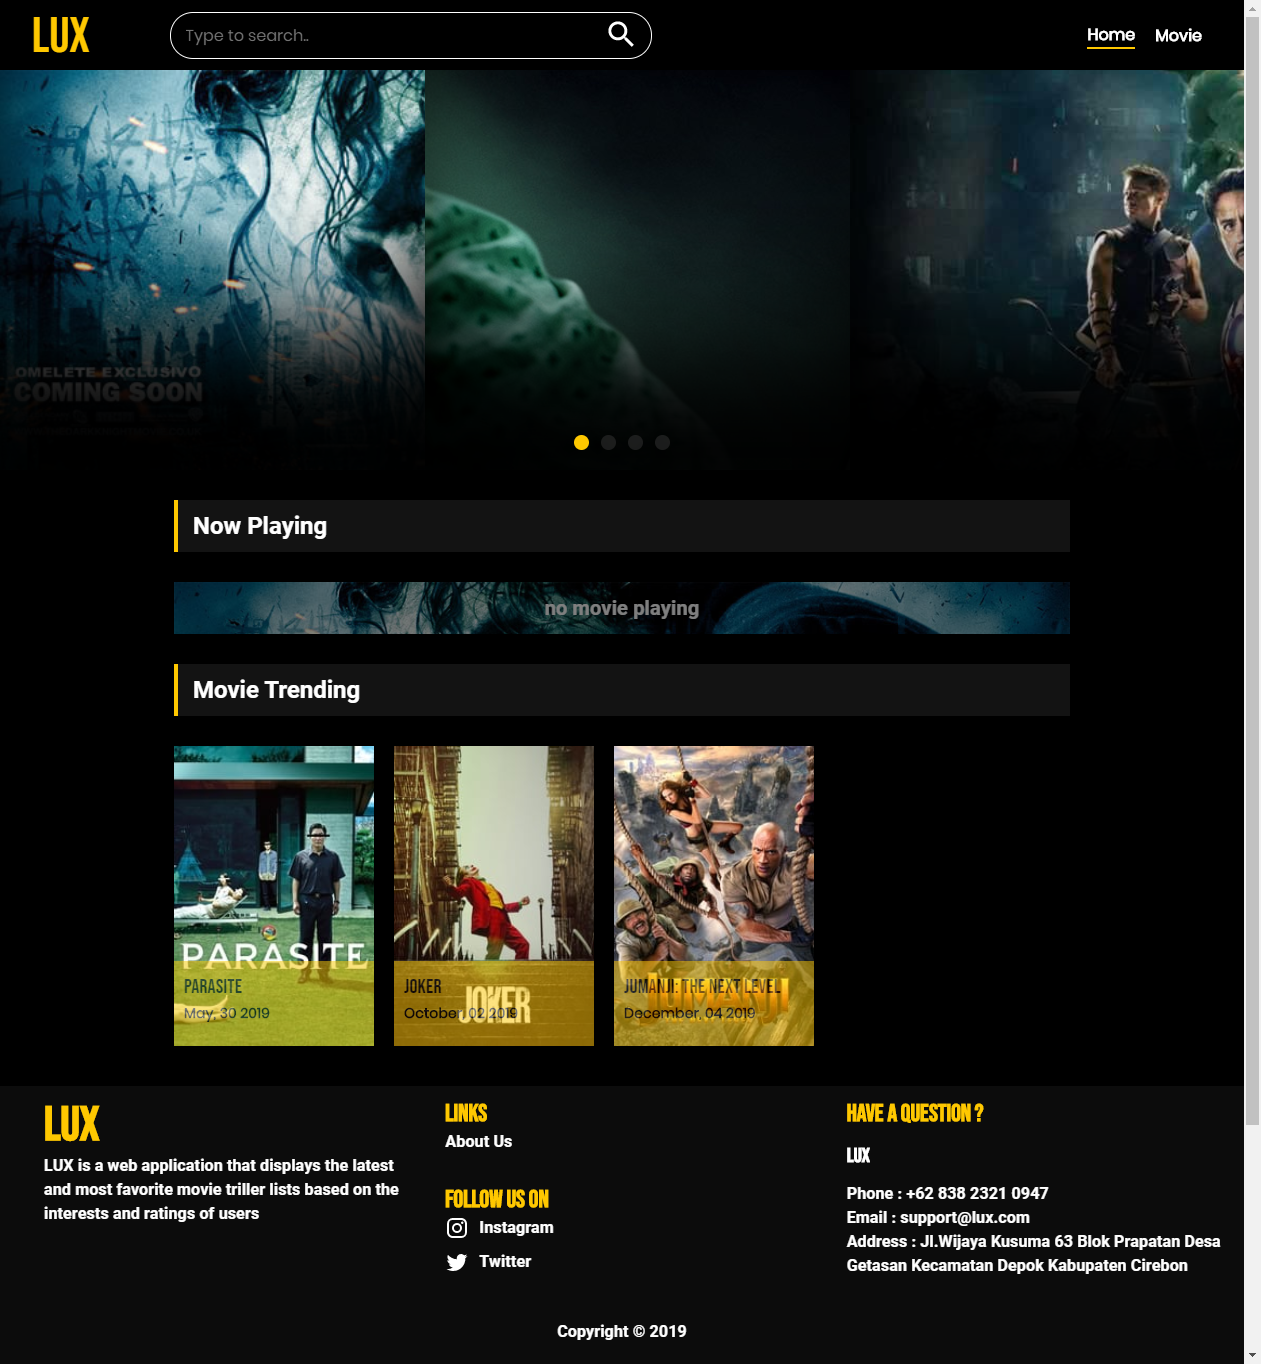 LUX
Type to search..
Home
Movie
OMELETE EXCLUSIVO
COMING SOON
Now Playing
no movie playing
Movie Trending
PARASITE
PARASITE
May, 30 2019
JOKER
JOKER
October, 02 2019
JUMANJI: THE NEXT LEVEL
JUMANJI
December, 04 2019
LUX
LUX is a web application that displays the latest
and most favorite movie triller lists based on the
interests and ratings of users
LINKS
About Us
FOLLOW US ON
Instagram
Twitter
HAVE A QUESTION ?
LUX
Phone : +62 838 2321 0947
Email : support@lux.com
Address : Jl.Wijaya Kusuma 63 Blok Prapatan Desa
Getasan Kecamatan Depok Kabupaten Cirebon
Copyright © 2019